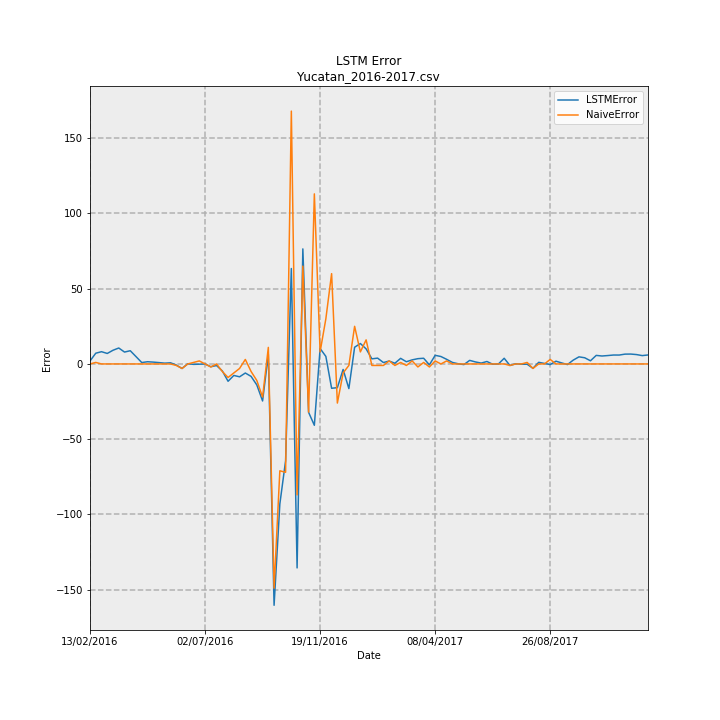 LSTM Error
Yucatan_2016-2017.csv
LSTMError
NaiveError
150
100
50
0
−50
−100
−150
Error
13/02/2016
02/07/2016
19/11/2016
08/04/2017
26/08/2017
Date